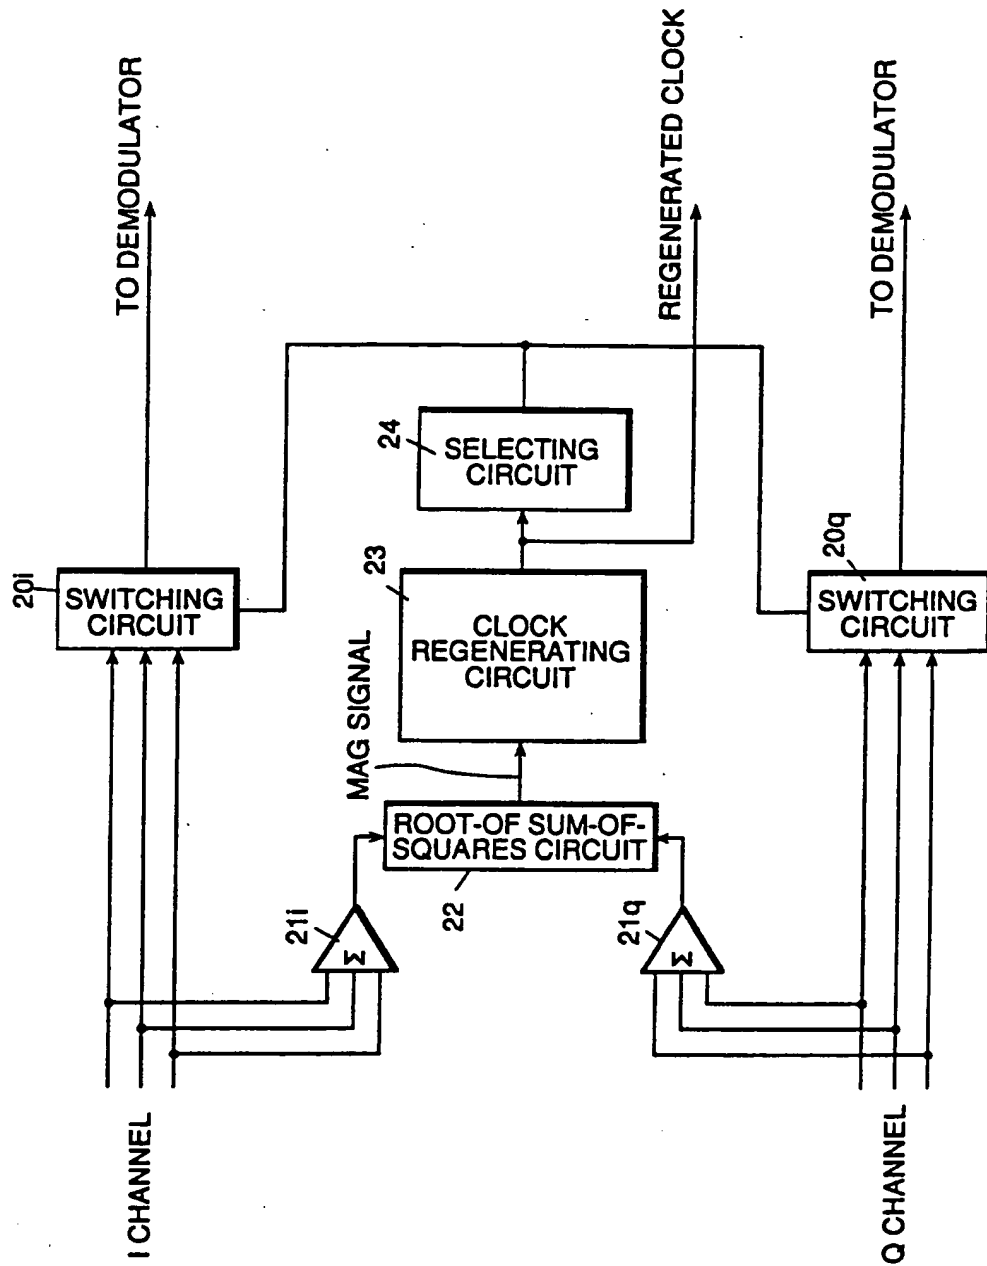 I CHANNEL
20i
SWITCHING
CIRCUIT
TO DEMODULATOR
21i
Σ
MAG SIGNAL
22
ROOT-OF SUM-OF-
SQUARES CIRCUIT
23
CLOCK
REGENERATING
CIRCUIT
24
SELECTING
CIRCUIT
REGENERATED CLOCK
21q
Σ
Q CHANNEL
20q
SWITCHING
CIRCUIT
TO DEMODULATOR